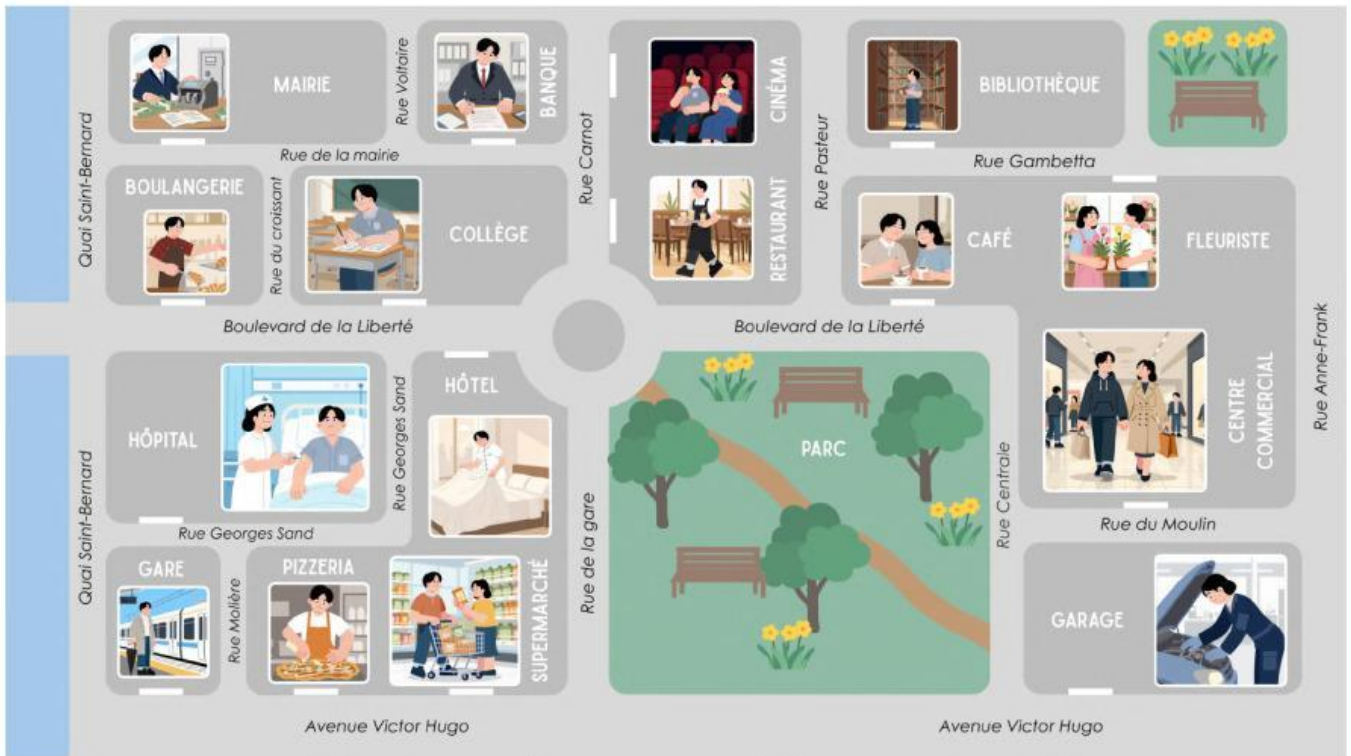 Quai Saint-Bernard
MAIRIE
Rue Voltaire
BANQUE
Rue Carnot
CINÉMA
Rue Pasteur
BIBLIOTHÈQUE
Rue de la mairie
Rue Gambetta
BOULANGERIE
Rue du croissant
COLLÈGE
RESTAURANT
CAFÉ
FLEURISTE
Boulevard de la Liberté
Boulevard de la Liberté
Rue Anne-Frank
Quai Saint-Bernard
HÔPITAL
Rue Georges Sand
HÔTEL
Rue de la gare
PARC
Rue Centrale
CENTRE
COMMERCIAL
Rue Georges Sand
Rue du Moulin
GARE
Rue Molière
PIZZERIA
SUPERMARCHÉ
GARAGE
Avenue Victor Hugo
Avenue Victor Hugo